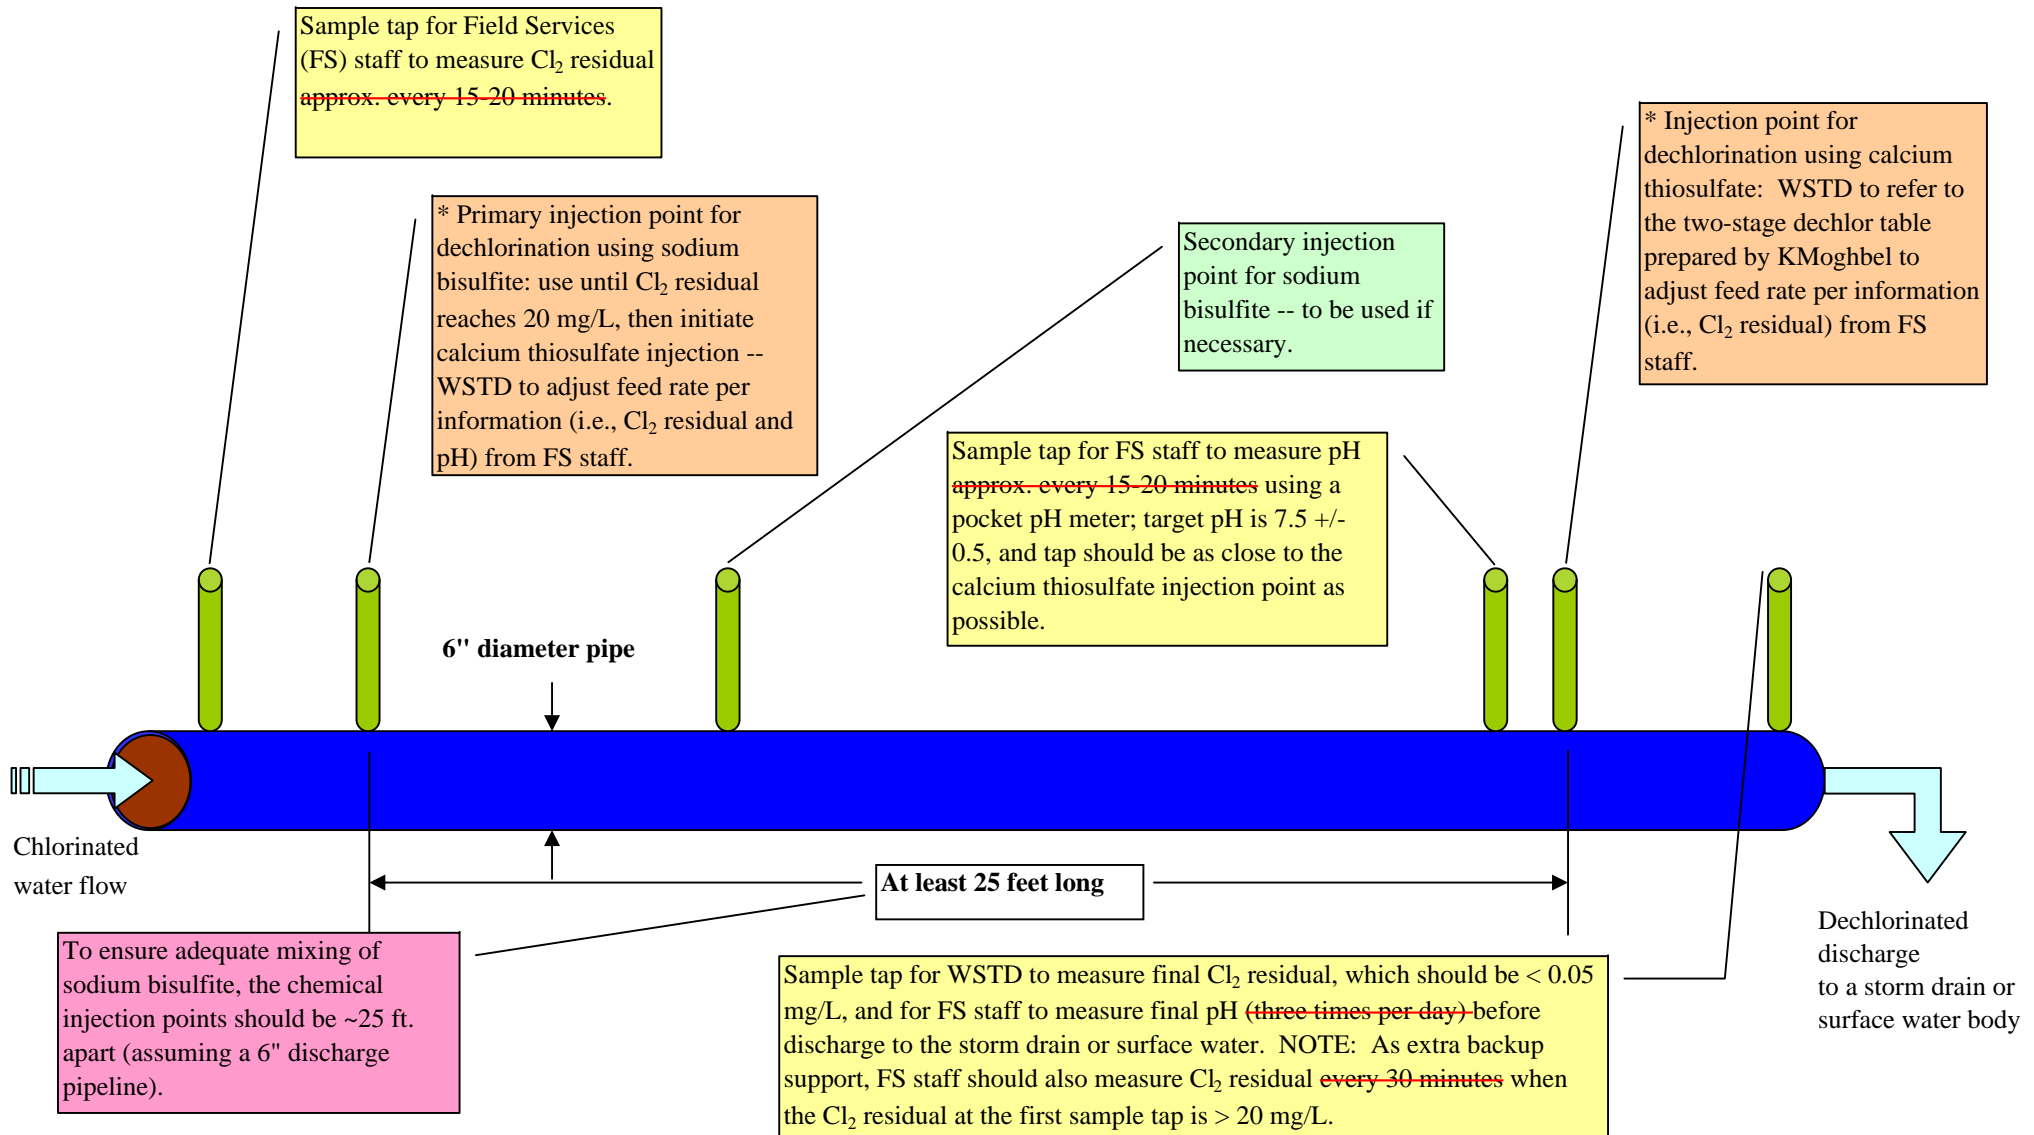 Sample tap for Field Services
(FS) staff to measure Cl₂ residual
approx. every 15-20 minutes.
* Primary injection point for
dechlorination using sodium
bisulfite: use until Cl₂ residual
reaches 20 mg/L, then initiate
calcium thiosulfate injection --
WSTD to adjust feed rate per
information (i.e., Cl₂ residual and
pH) from FS staff.
Secondary injection
point for sodium
bisulfite -- to be used if
necessary.
* Injection point for
dechlorination using calcium
thiosulfate:  WSTD to refer to
the two-stage dechlor table
prepared by KMoghbel to
adjust feed rate per information
(i.e., Cl₂ residual) from FS
staff.
Sample tap for FS staff to measure pH
approx. every 15-20 minutes using a
pocket pH meter; target pH is 7.5 +/-
0.5, and tap should be as close to the
calcium thiosulfate injection point as
possible.
6" diameter pipe
Chlorinated
water flow
At least 25 feet long
To ensure adequate mixing of
sodium bisulfite, the chemical
injection points should be ~25 ft.
apart (assuming a 6" discharge
pipeline).
Sample tap for WSTD to measure final Cl₂ residual, which should be < 0.05
mg/L, and for FS staff to measure final pH (three times per day) before
discharge to the storm drain or surface water.  NOTE:  As extra backup
support, FS staff should also measure Cl₂ residual every 30 minutes when
the Cl₂ residual at the first sample tap is > 20 mg/L.
Dechlorinated
discharge
to a storm drain or
surface water body